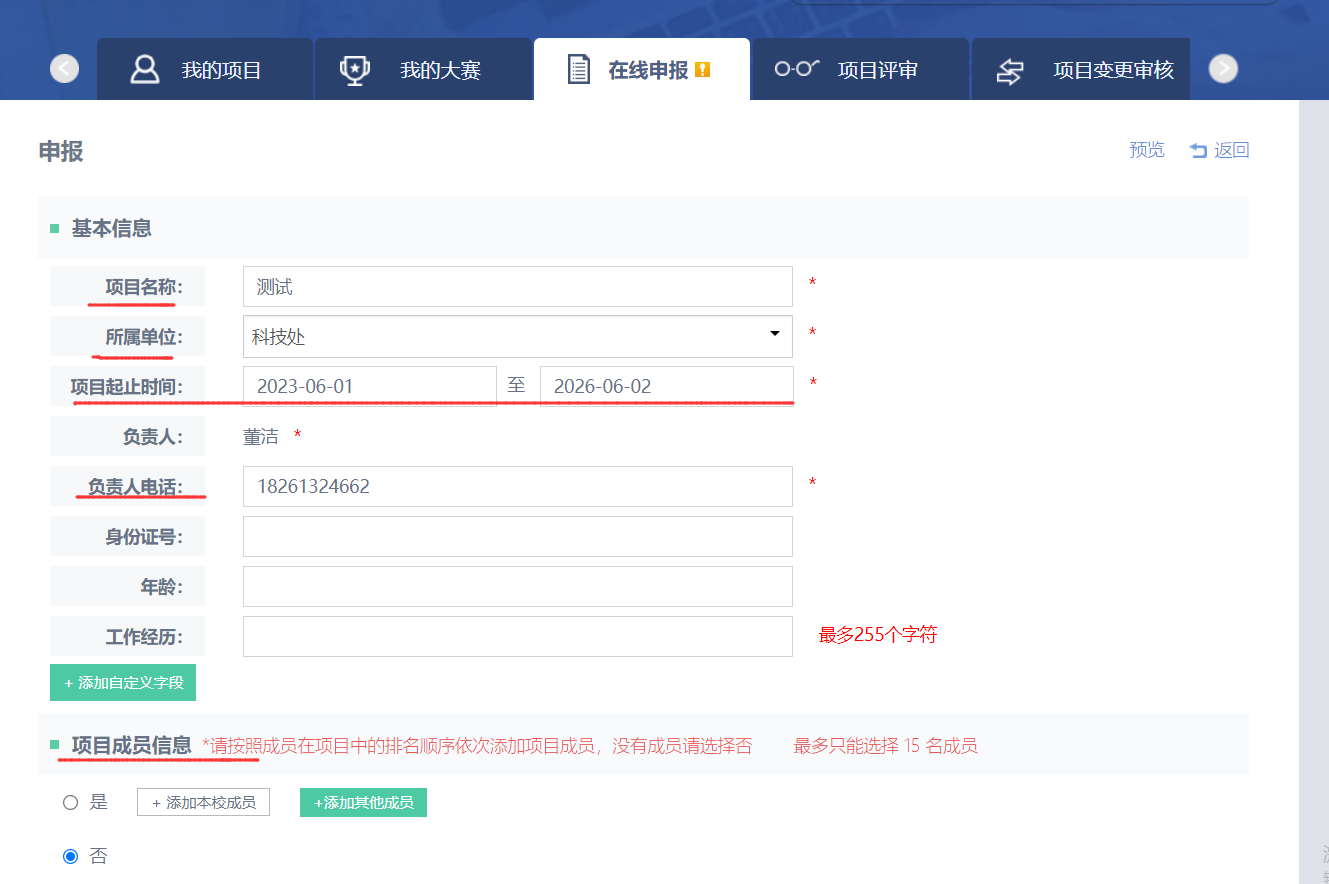 我的项目 我的大赛 在线申报 项目评审 项目变更审核
申报 预览 返回
基本信息
项目名称: 测试 *
所属单位: 科技处 *
项目起止时间: 2023-06-01 至 2026-06-02 *
负责人: 董洁 *
负责人电话: 18261324662 *
身份证号:
年龄:
工作经历: 最多255个字符
+ 添加自定义字段
项目成员信息 *请按照成员在项目中的排名顺序依次添加项目成员，没有成员请选择否 最多只能选择 15 名成员
是 + 添加本校成员 +添加其他成员
否